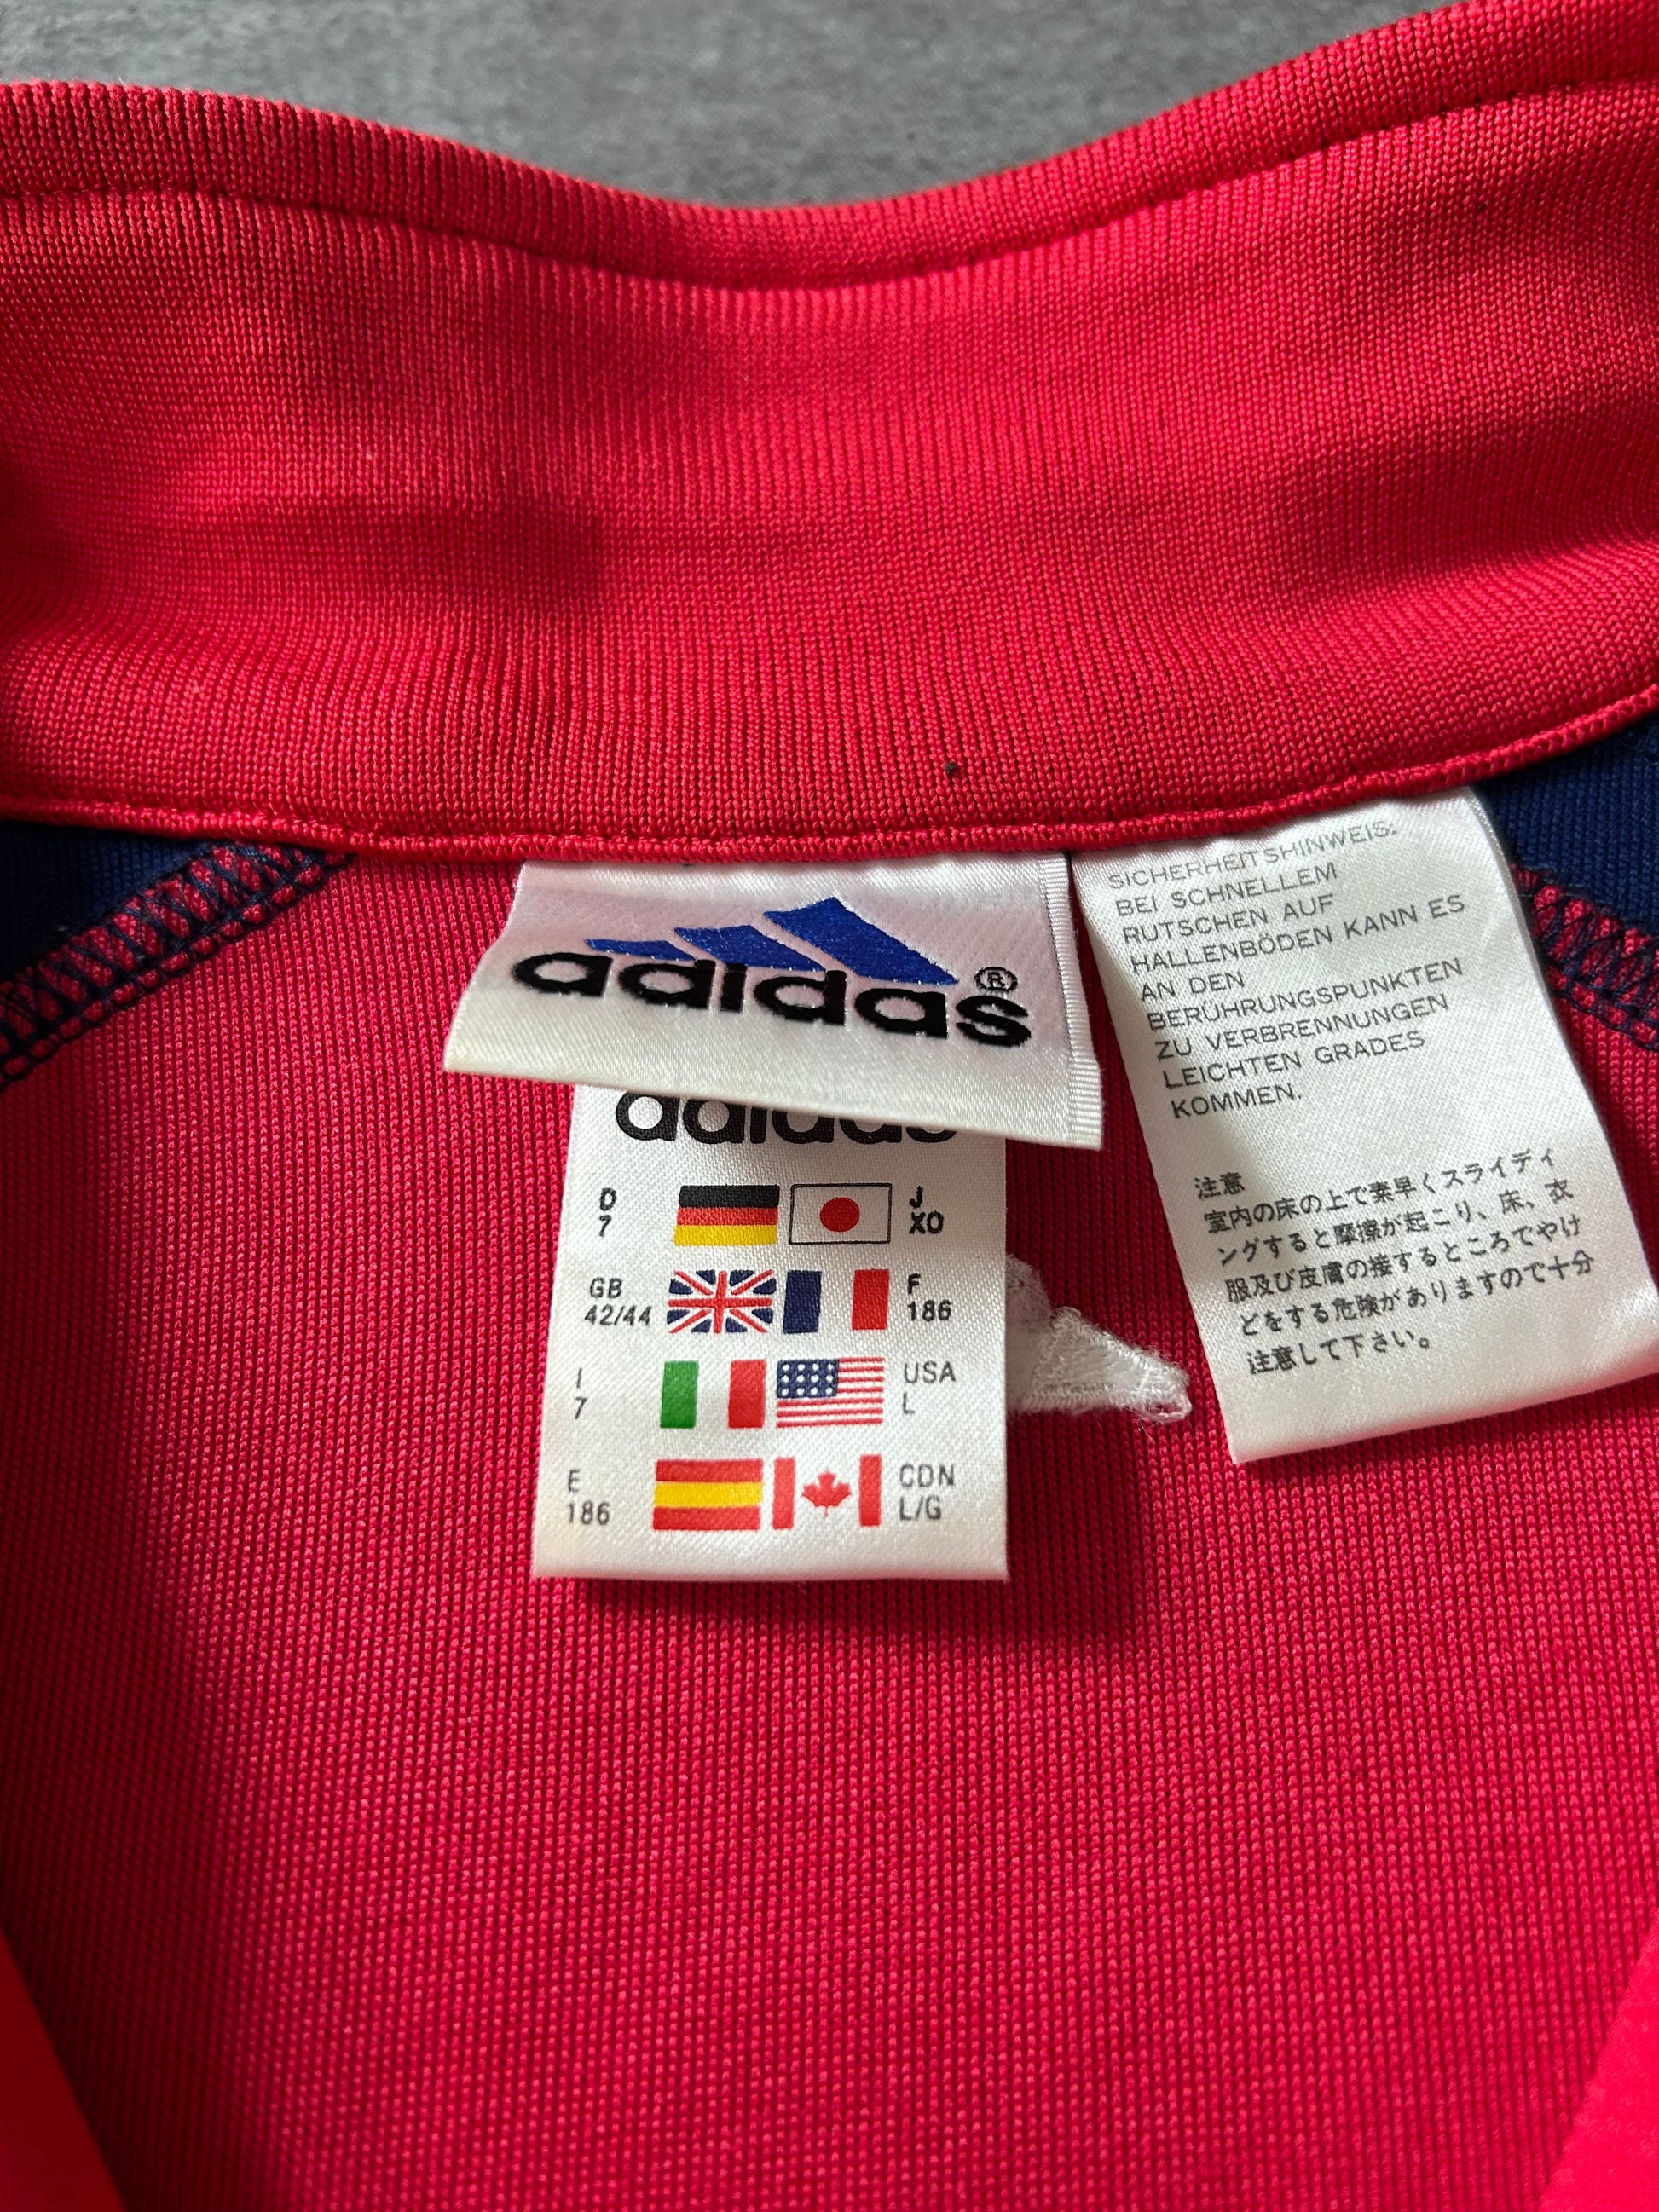 adidas®
adidas
D
7
J
XO
GB
42/44
F
186
I
7
USA
L
E
186
CDN
L/G
SICHERHEITSHINWEIS:
BEI SCHNELLEM
RUTSCHEN AUF
HALLENBÖDEN KANN ES
AN DEN
BERÜHRUNGSPUNKTEN
ZU VERBRENNUNGEN
LEICHTEN GRADES
KOMMEN.
注意
室内の床の上で素早くスライディ
ングすると摩擦が起こり、床、衣
服及び皮膚の接するところでやけ
どをする危険がありますので十分
注意して下さい。